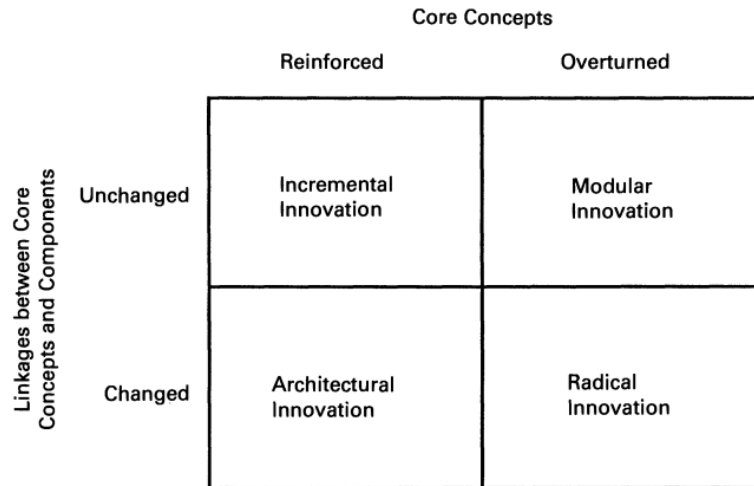 Core Concepts
Reinforced
Overturned
Linkages between Core
Concepts and Components
Unchanged
Incremental
Innovation
Modular
Innovation
Changed
Architectural
Innovation
Radical
Innovation